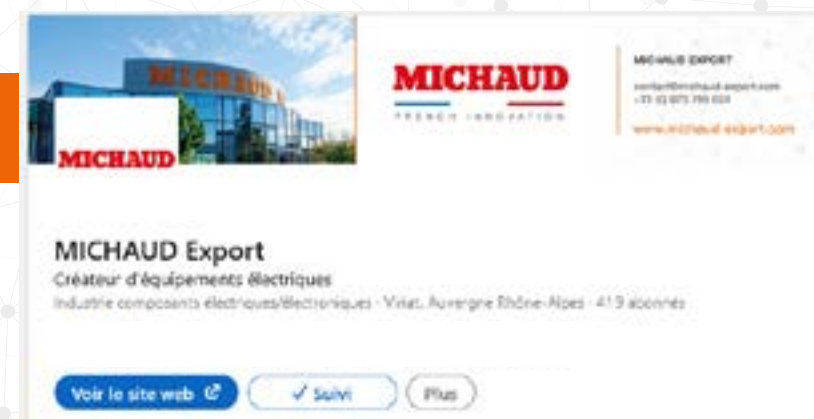 MICHAUD
MICHAUD
MICHAUD
FRENCH INNOVATION
MICHAUD EXPORT
www.michaud-export.com
MICHAUD Export
Créateur d'équipements électriques
Industrie composants électriques/électroniques · Viriat, Auvergne Rhône-Alpes · 419 abonnés
Voir le site web
Suivi
Plus